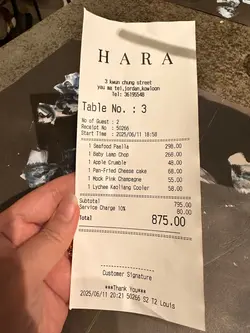 HARA
3 kwun chung street
yau ma tei,jordan,kowloon
Tel: 36195548
Table No. : 3
No of Guest : 2
Receipt No : 50266
Start Time : 2025/06/11 18:58
1 Seafood Paella 298.00
1 Baby Lamb Chop 268.00
1 Apple Crumble 48.00
1 Pan-Fried Cheese cake 68.00
1 Mock Pink Champagne 55.00
1 Lychee Kaoliang Cooler 58.00
Subtotal 795.00
Service Charge 10% 80.00
Total 875.00
Customer Signature
***Thank You***
2025/06/11 20:21 50266 S2 T2 Louis